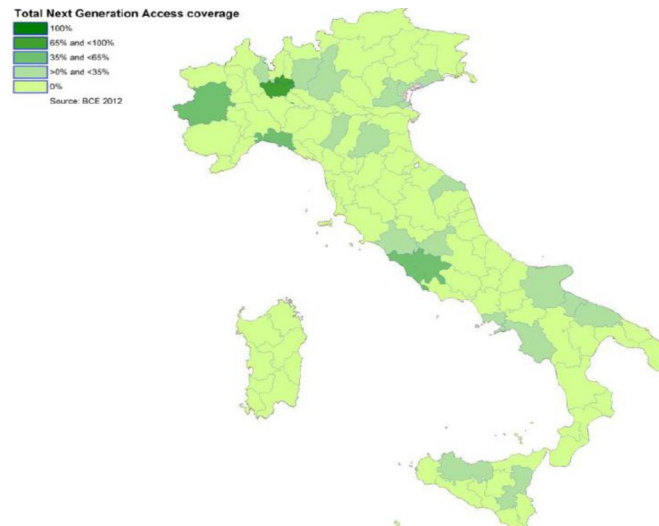 Total Next Generation Access coverage
100%
65% and <100%
35% and <65%
>0% and <35%
0%
Source: BCE 2012